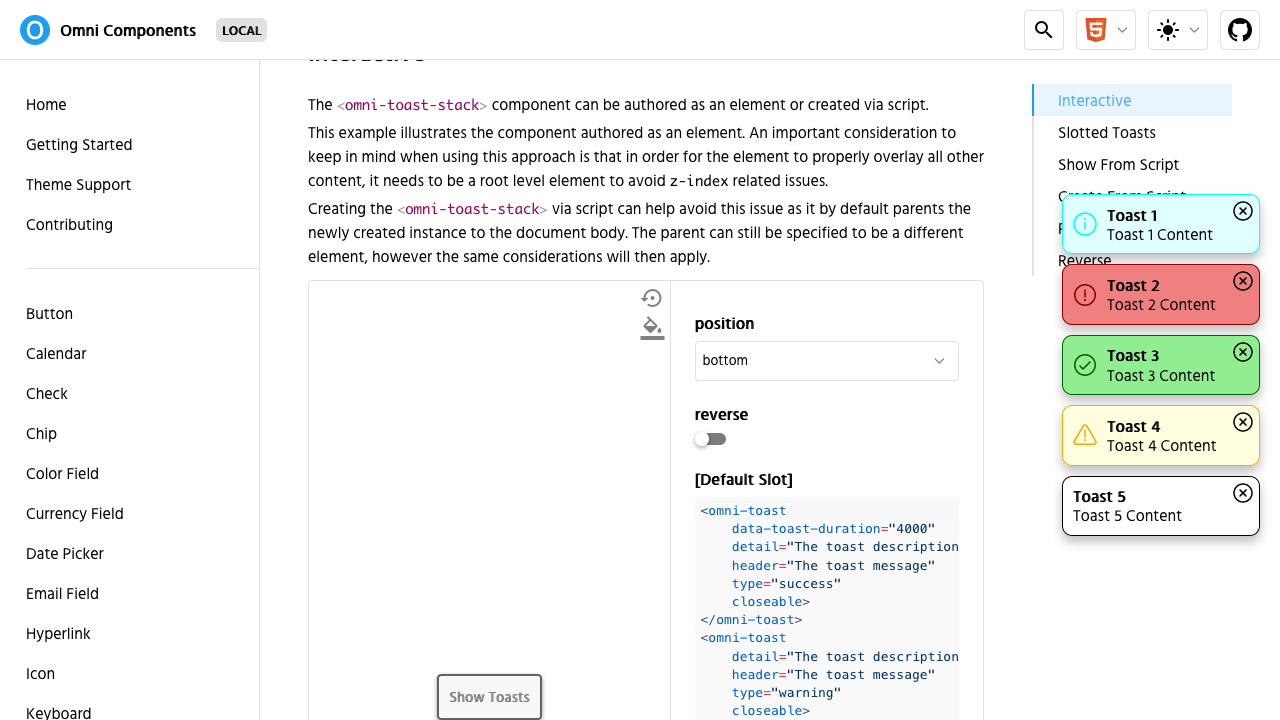 Omni Components
LOCAL
Home
Getting Started
Theme Support
Contributing
Button
Calendar
Check
Chip
Color Field
Currency Field
Date Picker
Email Field
Hyperlink
Icon
Keyboard
The <omni-toast-stack> component can be authored as an element or created via script.
This example illustrates the component authored as an element. An important consideration to
keep in mind when using this approach is that in order for the element to properly overlay all other
content, it needs to be a root level element to avoid z-index related issues.
Creating the <omni-toast-stack> via script can help avoid this issue as it by default parents the
newly created instance to the document body. The parent can still be specified to be a different
element, however the same considerations will then apply.
Show Toasts
position
bottom
reverse
[Default Slot]
<omni-toast
data-toast-duration="4000"
detail="The toast description
header="The toast message"
type="success"
closeable>
</omni-toast>
<omni-toast
detail="The toast description
header="The toast message"
type="warning"
closeable>
Interactive
Slotted Toasts
Show From Script
Create From Script
Reverse
Toast 1
Toast 1 Content
Toast 2
Toast 2 Content
Toast 3
Toast 3 Content
Toast 4
Toast 4 Content
Toast 5
Toast 5 Content